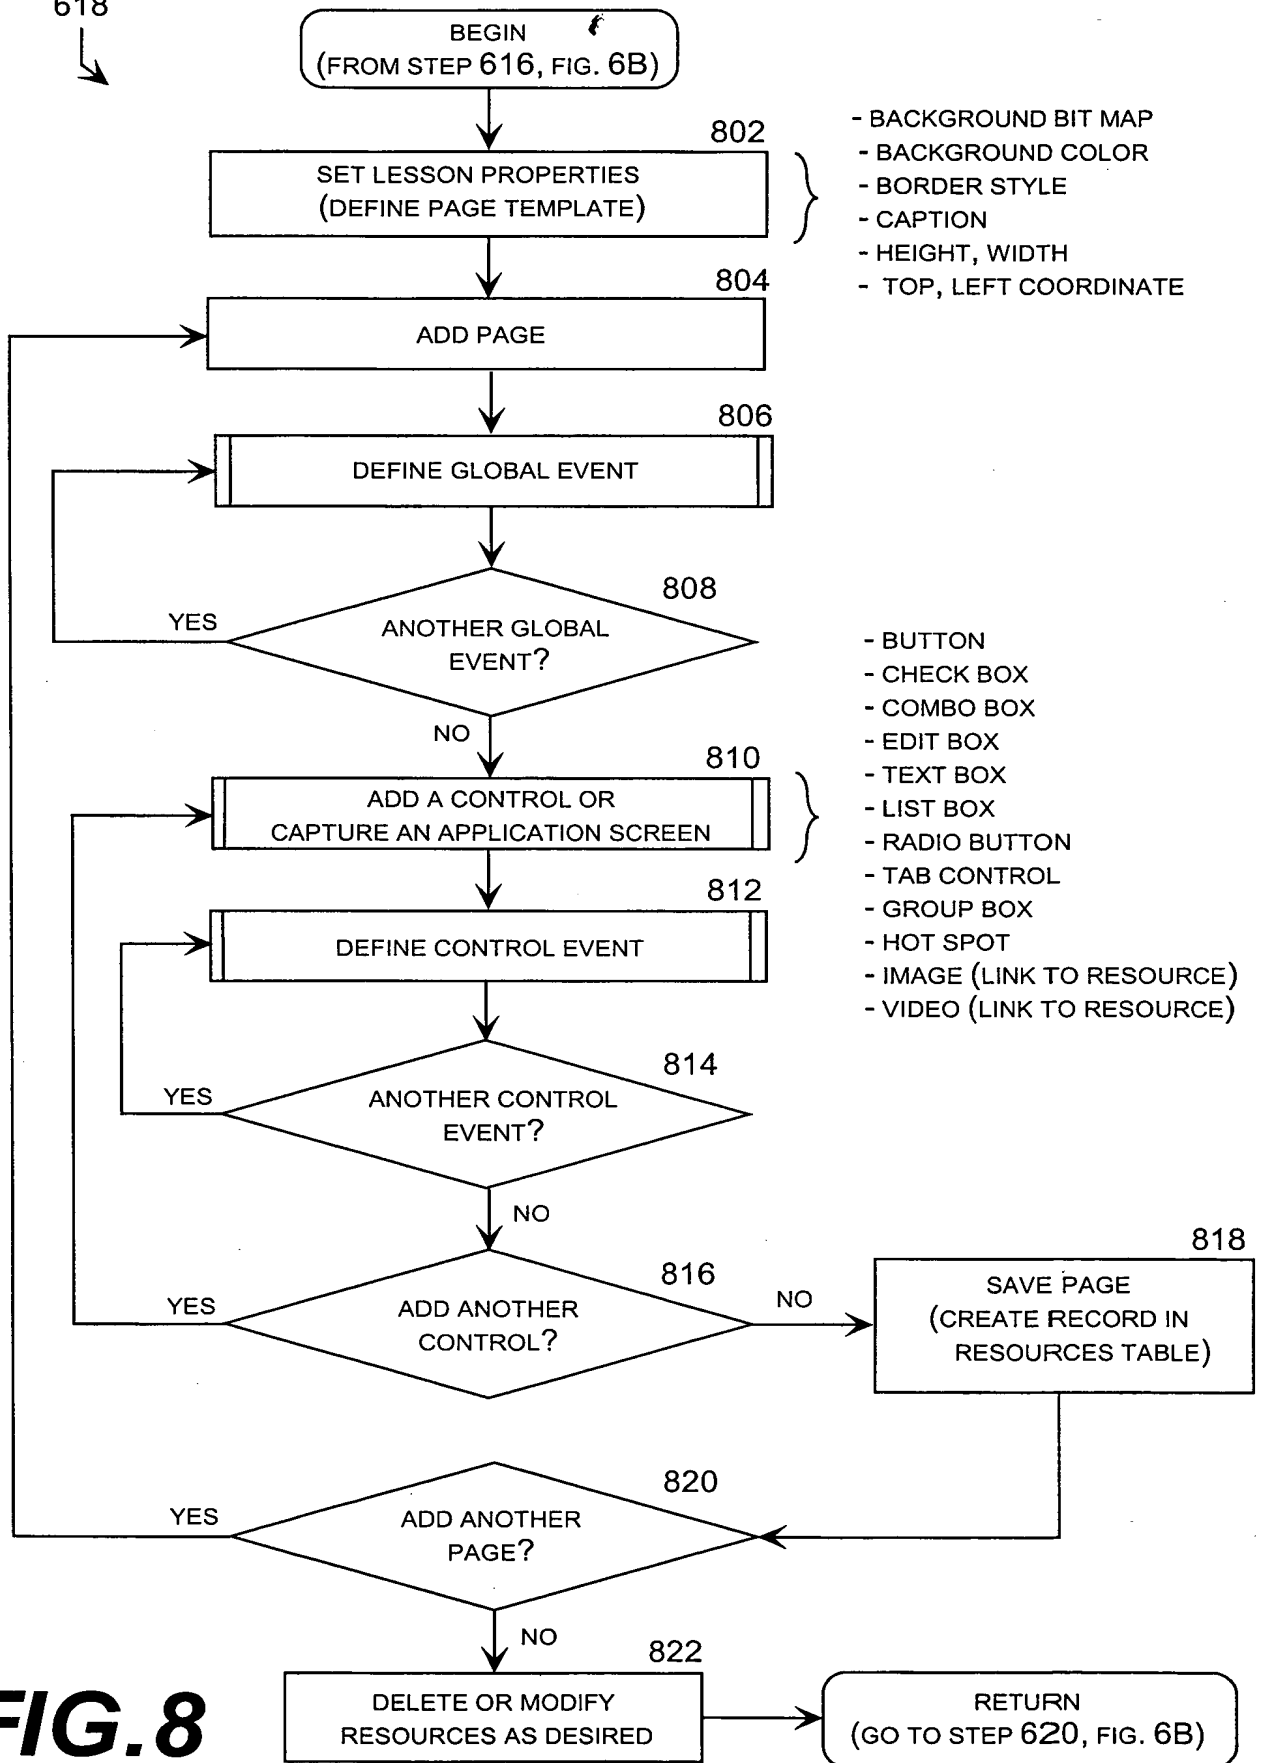 618
BEGIN
(FROM STEP 616, FIG. 6B)
802
SET LESSON PROPERTIES
(DEFINE PAGE TEMPLATE)
- BACKGROUND BIT MAP
- BACKGROUND COLOR
- BORDER STYLE
- CAPTION
- HEIGHT, WIDTH
- TOP, LEFT COORDINATE
804
ADD PAGE
806
DEFINE GLOBAL EVENT
808
YES
ANOTHER GLOBAL
EVENT?
NO
810
ADD A CONTROL OR
CAPTURE AN APPLICATION SCREEN
- BUTTON
- CHECK BOX
- COMBO BOX
- EDIT BOX
- TEXT BOX
- LIST BOX
- RADIO BUTTON
- TAB CONTROL
- GROUP BOX
- HOT SPOT
- IMAGE (LINK TO RESOURCE)
- VIDEO (LINK TO RESOURCE)
812
DEFINE CONTROL EVENT
814
YES
ANOTHER CONTROL
EVENT?
NO
816
YES
ADD ANOTHER
CONTROL?
NO
818
SAVE PAGE
(CREATE RECORD IN
RESOURCES TABLE)
820
YES
ADD ANOTHER
PAGE?
NO
822
DELETE OR MODIFY
RESOURCES AS DESIRED
RETURN
(GO TO STEP 620, FIG. 6B)
FIG. 8